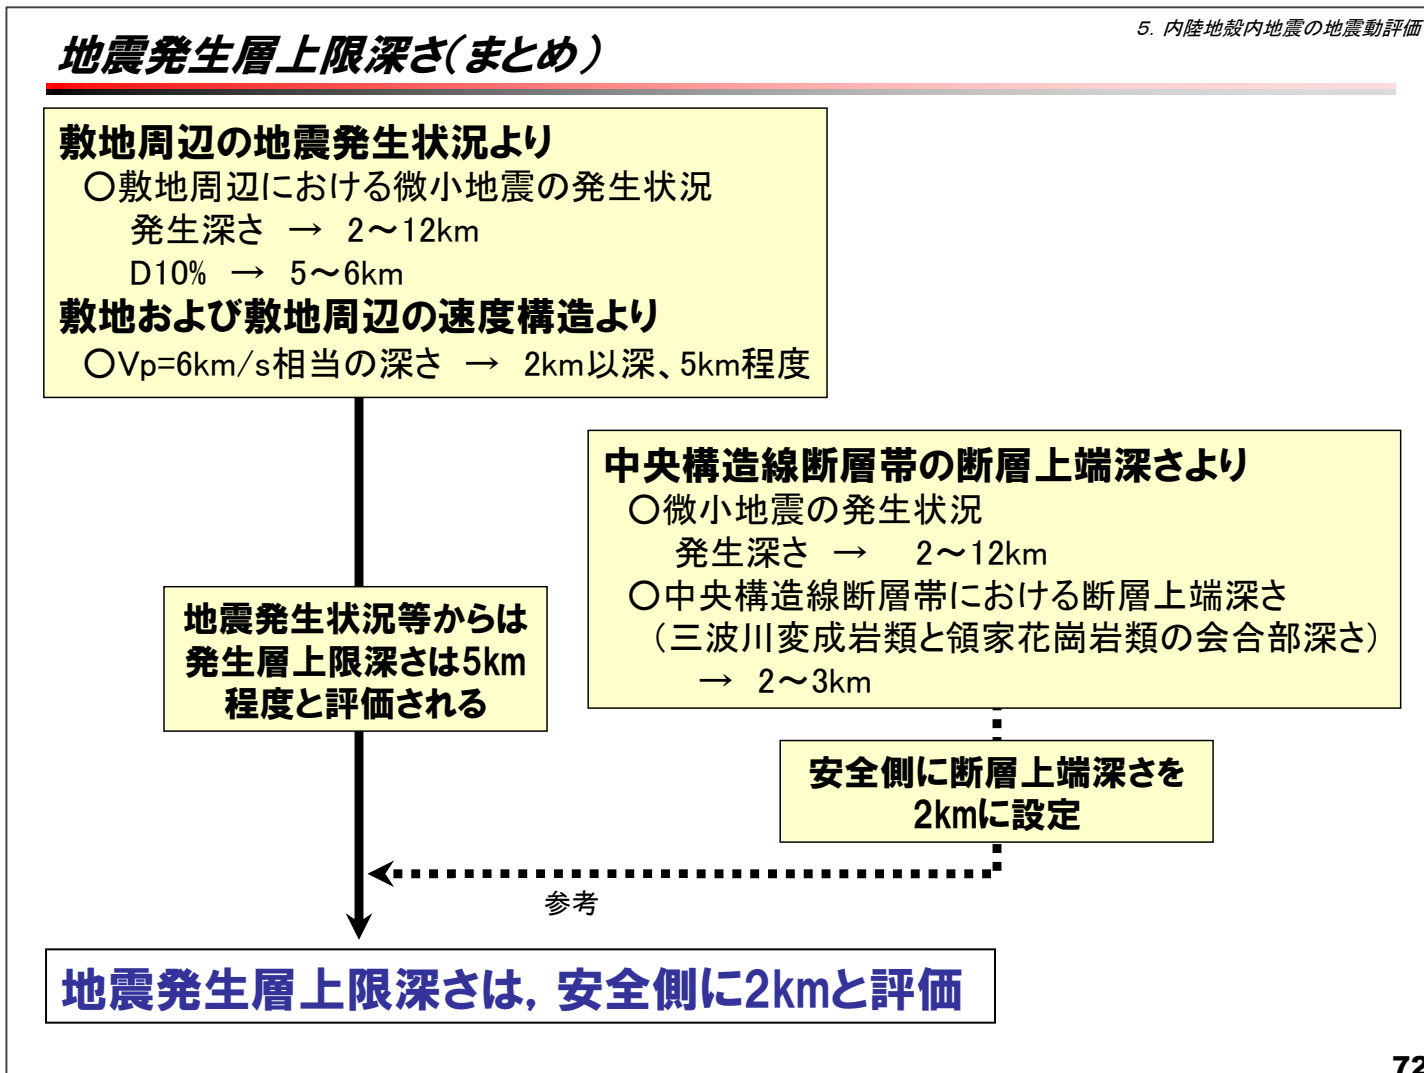 5. 内陸地殻内地震の地震動評価
地震発生層上限深さ(まとめ)
敷地周辺の地震発生状況より
○敷地周辺における微小地震の発生状況
発生深さ → 2~12km
D10% → 5~6km
敷地および敷地周辺の速度構造より
○Vp=6km/s相当の深さ → 2km以深、5km程度
中央構造線断層帯の断層上端深さより
○微小地震の発生状況
発生深さ → 2~12km
○中央構造線断層帯における断層上端深さ
(三波川変成岩類と領家花崗岩類の会合部深さ)
→ 2~3km
地震発生状況等からは
発生層上限深さは5km
程度と評価される
安全側に断層上端深さを
2kmに設定
参考
地震発生層上限深さは,安全側に2kmと評価
72